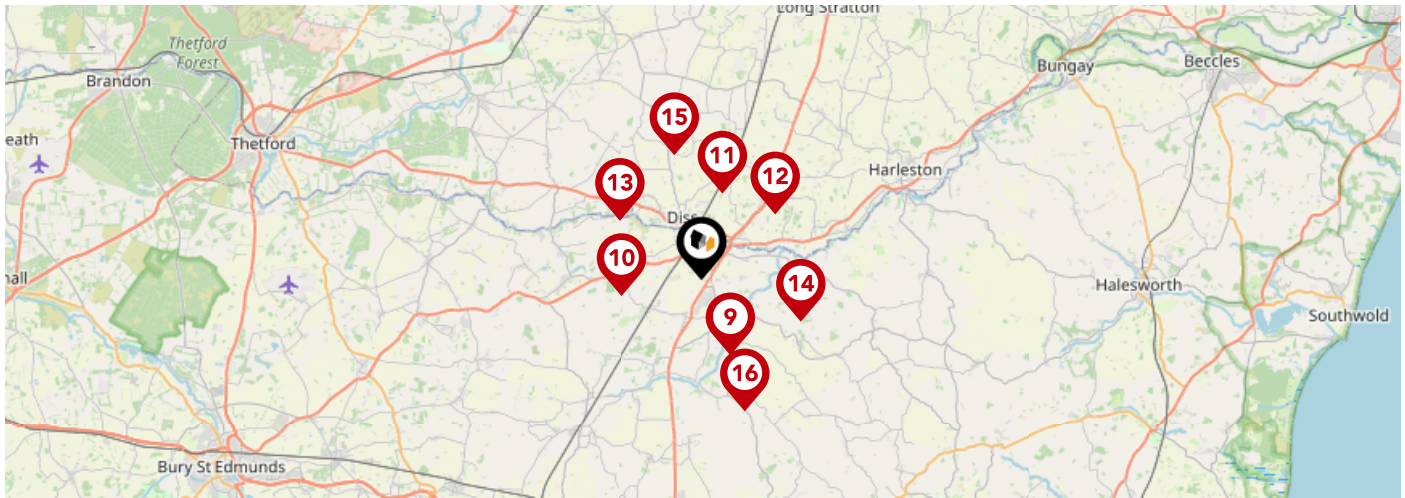 Long Stratton
Thetford
Forest
Bungay
Beccles
Brandon
15
eath
Thetford
11
Harleston
12
13
Diss
10
14
nall
Halesworth
9
Southwold
16
Bury St Edmunds